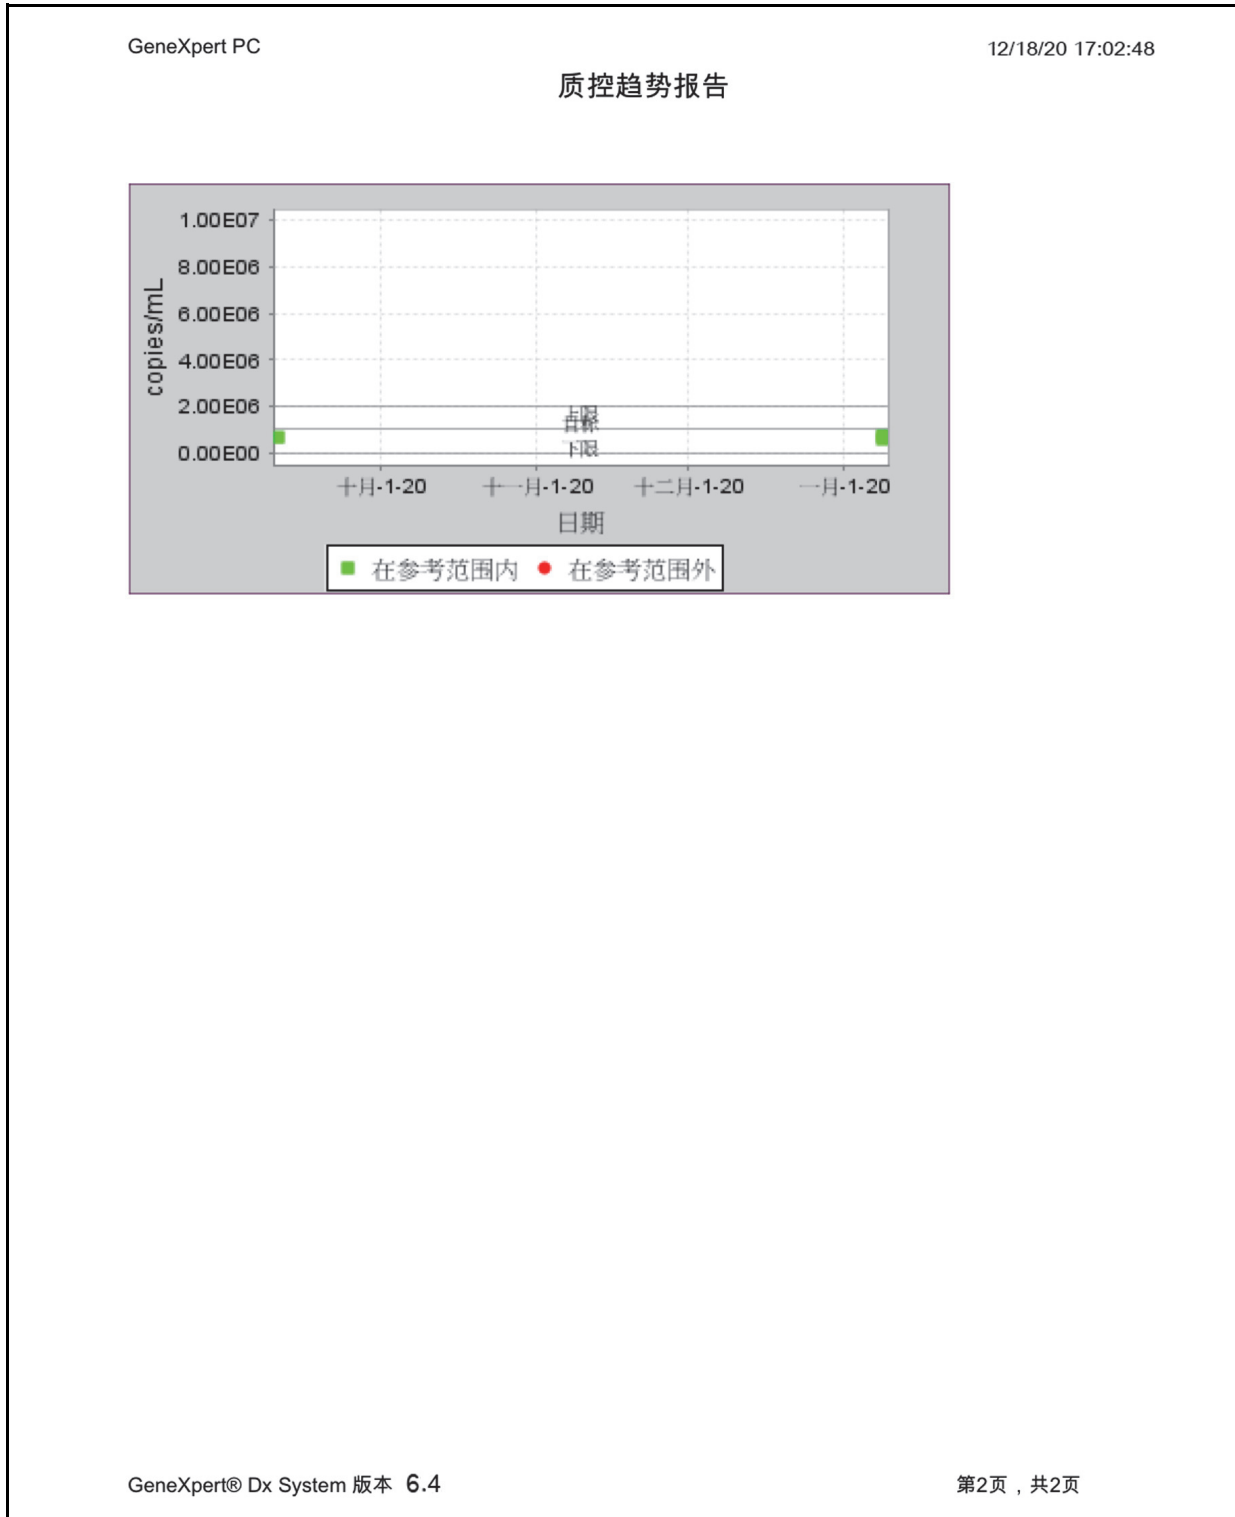 GeneXpert PC
12/18/20 17:02:48
质控趋势报告
1.00E07
8.00E06
6.00E06
4.00E06
2.00E06
0.00E00
copies/mL
上限
目标
下限
十月-1-20
十一月-1-20
十二月-1-20
一月-1-20
日期
在参考范围内
在参考范围外
GeneXpert® Dx System 版本 6.4
第2页，共2页